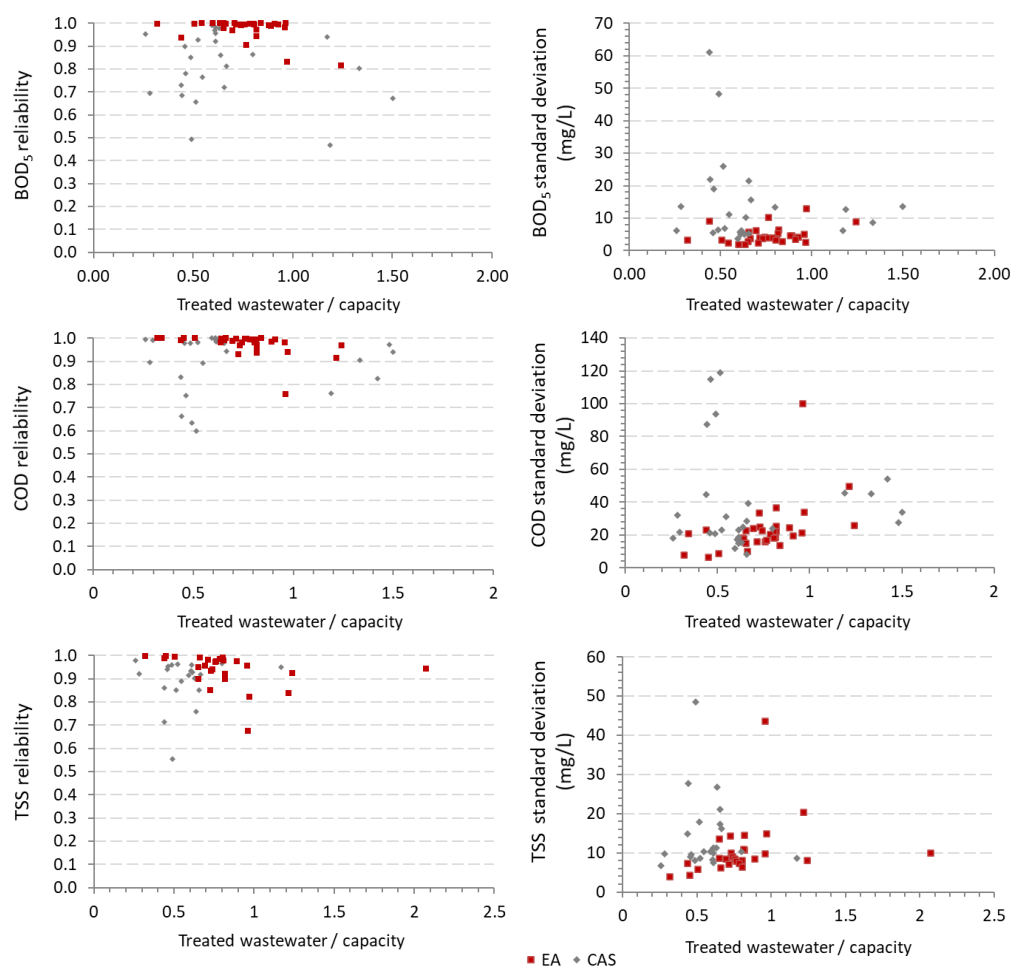 BOD5 reliability
1.0
0.9
0.8
0.7
0.6
0.5
0.4
0.3
0.2
0.1
0.0
0.00 0.50 1.00 1.50 2.00
Treated wastewater / capacity
BOD5 standard deviation
(mg/L)
70
60
50
40
30
20
10
0
0.00 0.50 1.00 1.50 2.00
Treated wastewater / capacity
COD reliability
1.0
0.9
0.8
0.7
0.6
0.5
0.4
0.3
0.2
0.1
0.0
0 0.5 1 1.5 2
Treated wastewater / capacity
COD standard deviation
(mg/L)
140
120
100
80
60
40
20
0
0 0.5 1 1.5 2
Treated wastewater / capacity
TSS reliability
1.0
0.9
0.8
0.7
0.6
0.5
0.4
0.3
0.2
0.1
0.0
0 0.5 1 1.5 2 2.5
Treated wastewater / capacity
TSS standard deviation
(mg/L)
60
50
40
30
20
10
0
0 0.5 1 1.5 2 2.5
Treated wastewater / capacity
EA CAS